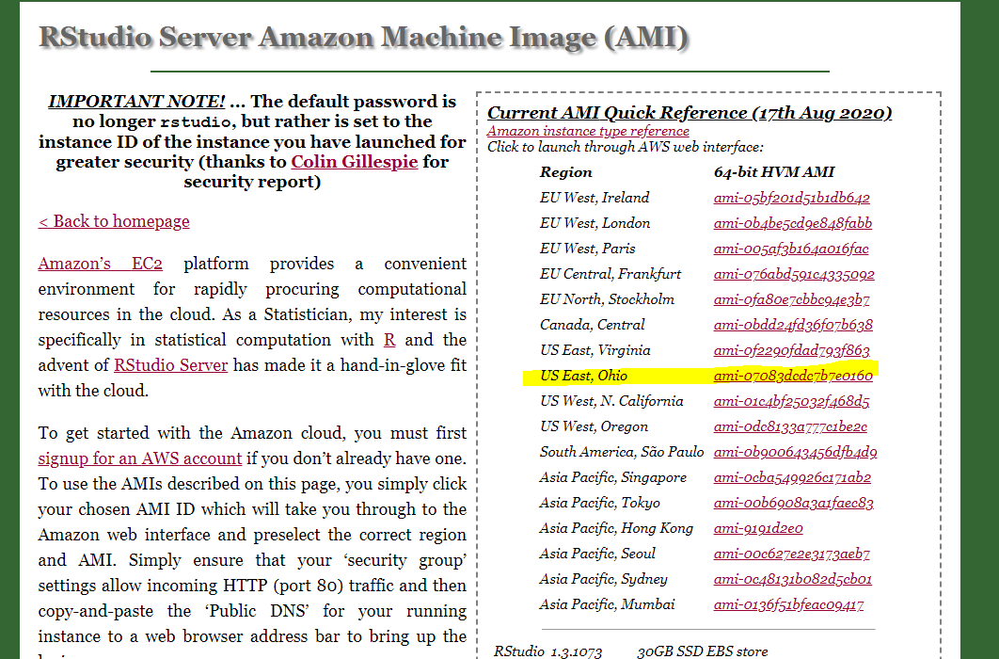 RStudio Server Amazon Machine Image (AMI)
IMPORTANT NOTE! ... The default password is
no longer rstudio, but rather is set to the
instance ID of the instance you have launched for
greater security (thanks to Colin Gillespie for
security report)
< Back to homepage
Amazon’s EC2 platform provides a convenient
environment for rapidly procuring computational
resources in the cloud. As a Statistician, my interest is
specifically in statistical computation with R and the
advent of RStudio Server has made it a hand-in-glove fit
with the cloud.
To get started with the Amazon cloud, you must first
signup for an AWS account if you don’t already have one.
To use the AMIs described on this page, you simply click
your chosen AMI ID which will take you through to the
Amazon web interface and preselect the correct region
and AMI. Simply ensure that your ‘security group’
settings allow incoming HTTP (port 80) traffic and then
copy-and-paste the ‘Public DNS’ for your running
instance to a web browser address bar to bring up the
Current AMI Quick Reference (17th Aug 2020)
Amazon instance type reference
Click to launch through AWS web interface:
Region 64-bit HVM AMI
EU West, Ireland ami-05bf201d51b1db642
EU West, London ami-0b4be5cd9e848fabb
EU West, Paris ami-005af3b164a016fac
EU Central, Frankfurt ami-076abd591c4335092
EU North, Stockholm ami-0fa80e7cbbc94e3b7
Canada, Central ami-0bdd24fd36f07b638
US East, Virginia ami-0f2290fdad793f863
US East, Ohio ami-07083dcdc7b7e0160
US West, N. California ami-01c4bf25032f468d5
US West, Oregon ami-0dc8133a777c1be2c
South America, São Paulo ami-0b900643456dfb4d9
Asia Pacific, Singapore ami-0cba549926c171ab2
Asia Pacific, Tokyo ami-00b6908a3a1faec83
Asia Pacific, Hong Kong ami-9191d2e0
Asia Pacific, Seoul ami-00c627e2e3173aeb7
Asia Pacific, Sydney ami-0c48131b082d5cb01
Asia Pacific, Mumbai ami-0136f51bfeac09417
RStudio 1.3.1073 30GB SSD EBS store